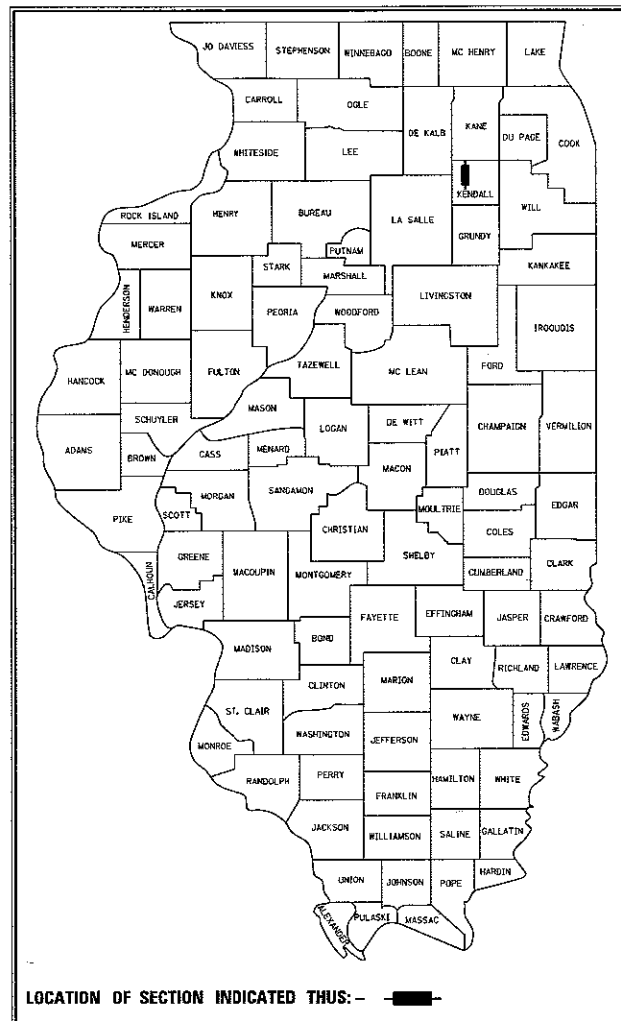 JO DAVIESS STEPHENSON WINNEBAGO BOONE MC HENRY LAKE
CARROLL OGLE DE KALB KANE DU PAGE COOK
WHITESIDE LEE
KENDALL
ROCK ISLAND HENRY BUREAU LA SALLE WILL
MERCER PUTNAM GRUNDY
STARK MARSHALL KANKAKEE
HENDERSON WARREN KNOX PEORIA WOODFORD LIVINGSTON IROQUOIS
HANCOCK MC DONOUGH FULTON TAZEWELL MC LEAN FORD
SCHUYLER MASON LOGAN DE WITT CHAMPAIGN VERMILION
ADAMS BROWN CASS MENARD MACON PIATT
PIKE SCOTT MORGAN SANGAMON CHRISTIAN MOULTRIE DOUGLAS EDGAR
COLES
CALHOUN GREENE MACOUPIN MONTGOMERY SHELBY CUMBERLAND CLARK
JERSEY
MADISON BOND FAYETTE EFFINGHAM JASPER CRAWFORD
CLINTON MARION CLAY RICHLAND LAWRENCE
ST. CLAIR WASHINGTON JEFFERSON WAYNE EDWARDS WABASH
MONROE
RANDOLPH PERRY FRANKLIN HAMILTON WHITE
JACKSON WILLIAMSON SALINE GALLATIN
UNION JOHNSON POPE HARDIN
ALEXANDER PULASKI MASSAC
LOCATION OF SECTION INDICATED THUS: –